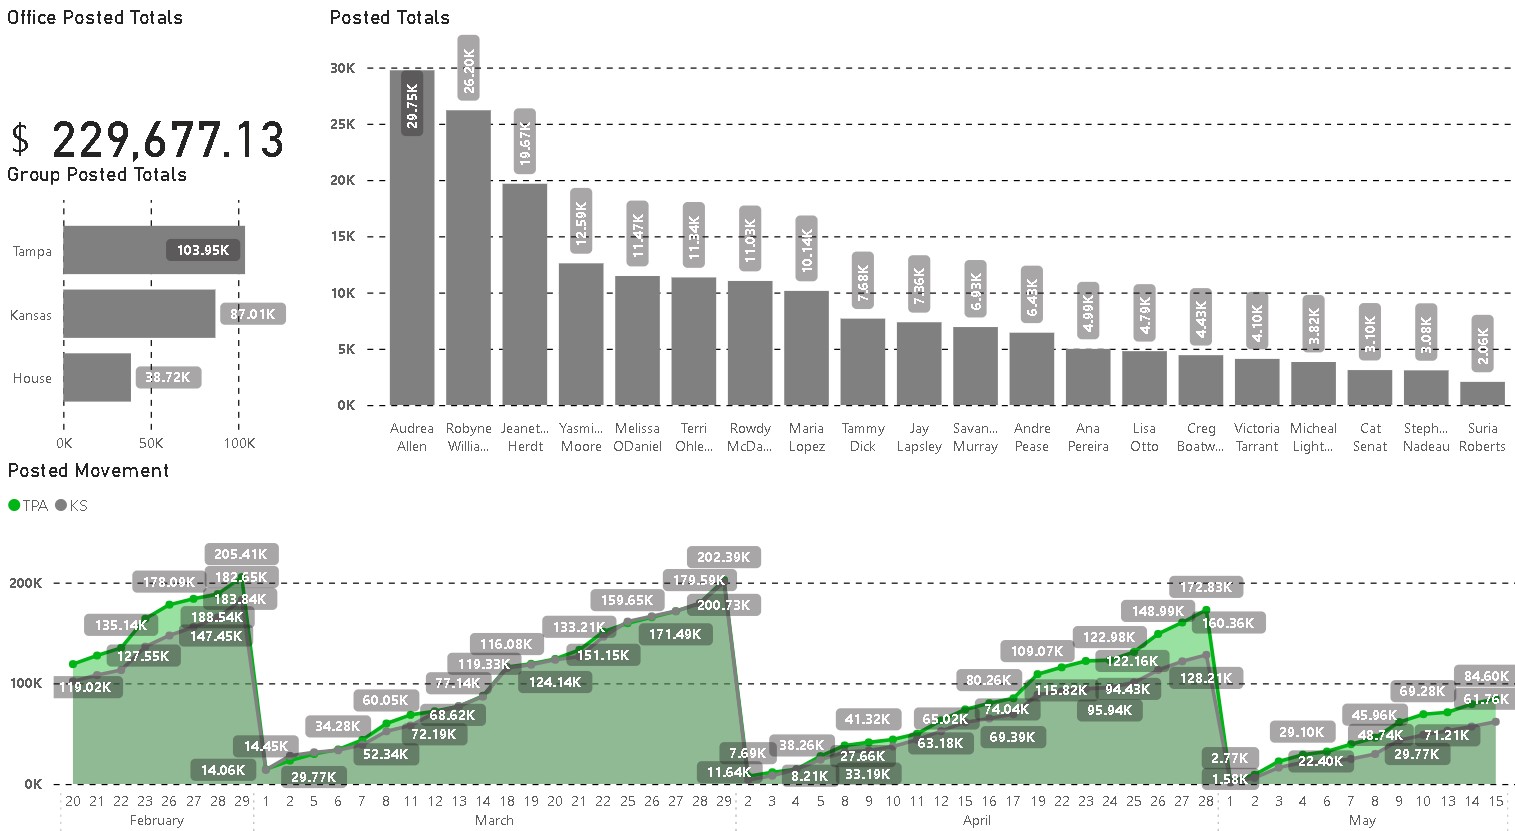 Office Posted Totals
$ 229,677.13
Group Posted Totals
Tampa
103.95K
Kansas
87.01K
House
38.72K
0K 50K 100K
Posted Totals
30K
25K
20K
15K
10K
5K
0K
29.75K 26.20K 19.67K 12.59K 11.47K 11.34K 11.03K 10.14K 7.68K 7.36K 6.93K 6.43K 4.99K 4.79K 4.43K 4.10K 3.82K 3.10K 3.08K 2.06K
Audrea Robyne Jeanet... Yasmi... Melissa Terri Rowdy Maria Tammy Jay Savan... Andre Ana Lisa Creg Victoria Micheal Cat Steph... Suria
Allen Willia... Herdt Moore ODaniel Ohle... McDa... Lopez Dick Lapsley Murray Pease Pereira Otto Boatw... Tarrant Light... Senat Nadeau Roberts
Posted Movement
TPA KS
200K
100K
0K
119.02K
135.14K
127.55K
178.09K
205.41K
182.65K
183.84K
188.54K
147.45K
14.45K
14.06K
29.77K
34.28K
60.05K
52.34K
77.14K
68.62K
72.19K
116.08K
119.33K
124.14K
133.21K
151.15K
159.65K
171.49K
202.39K
179.59K
200.73K
7.69K
11.64K
38.26K
8.21K
41.32K
27.66K
33.19K
65.02K
63.18K
80.26K
74.04K
69.39K
109.07K
115.82K
122.98K
94.43K
95.94K
148.99K
122.16K
172.83K
160.36K
128.21K
2.77K
1.58K
29.10K
22.40K
45.96K
48.74K
69.28K
71.21K
29.77K
84.60K
61.76K
20 21 22 23 26 27 28 29 1 2 5 6 7 8 11 12 13 14 18 19 20 21 22 25 26 27 28 29 2 3 4 5 8 9 10 11 12 15 16 17 19 22 23 24 25 26 27 28 1 2 3 4 6 7 8 9 10 13 14 15
February March April May